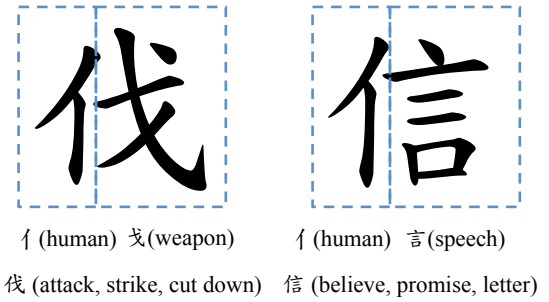 伐 信
亻(human) 戈(weapon) 亻(human) 言(speech)
伐 (attack, strike, cut down) 信 (believe, promise, letter)